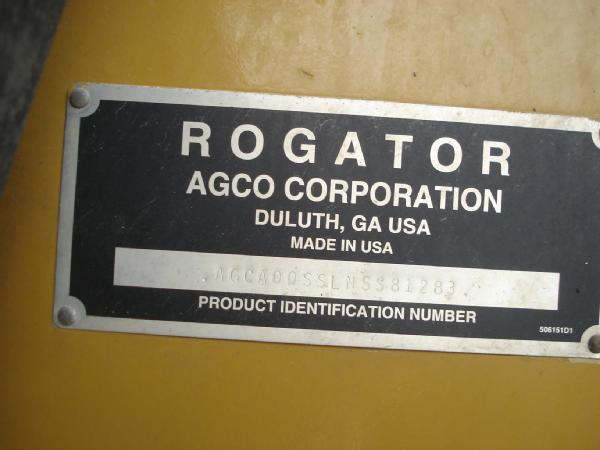 ROGATOR
AGCO CORPORATION
DULUTH, GA USA
MADE IN USA
AGCA00SSLNSS81283
PRODUCT IDENTIFICATION NUMBER
506151D1